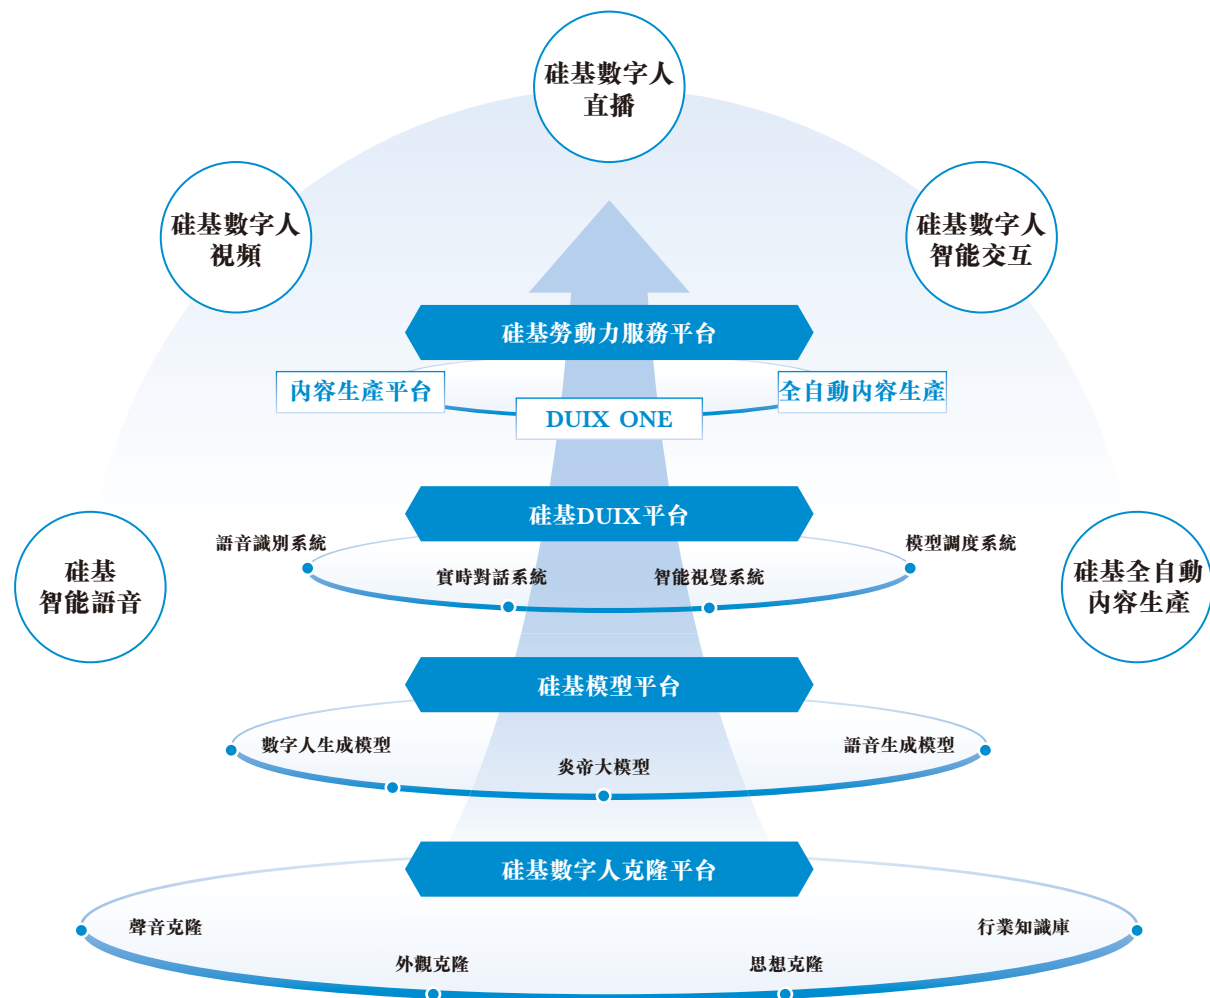 硅基數字人
直播
硅基數字人
視頻
硅基數字人
智能交互
硅基勞動力服務平台
內容生產平台
全自動內容生產
DUIX ONE
硅基DUIX平台
語音識別系統
模型調度系統
實時對話系統
智能視覺系統
硅基
智能語音
硅基全自動
內容生產
硅基模型平台
數字人生成模型
語音生成模型
炎帝大模型
硅基數字人克隆平台
聲音克隆
行業知識庫
外觀克隆
思想克隆